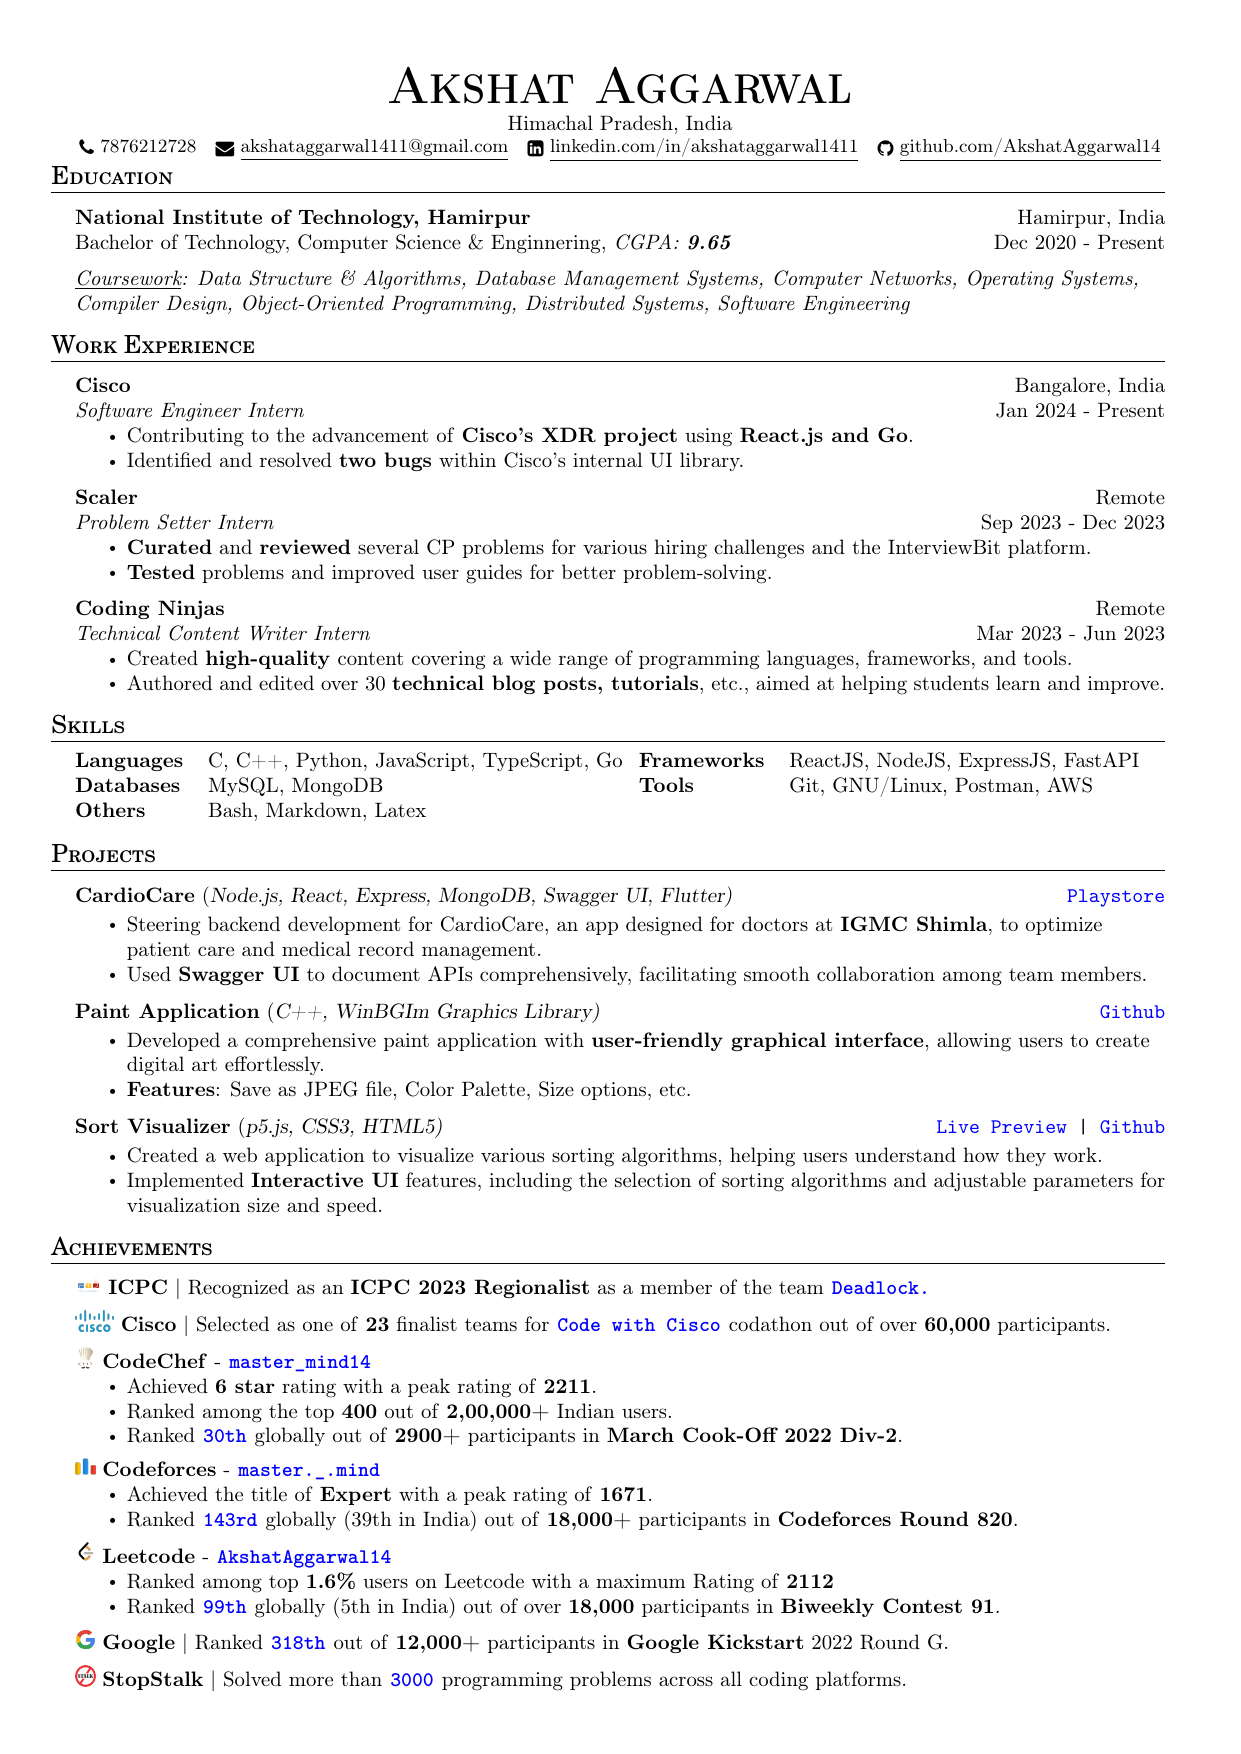 Akshat Aggarwal
Himachal Pradesh, India
7876212728 akshataggarwal1411@gmail.com linkedin.com/in/akshataggarwal1411 github.com/AkshatAggarwal14
Education
National Institute of Technology, Hamirpur Hamirpur, India
Bachelor of Technology, Computer Science & Enginnering, CGPA: 9.65 Dec 2020 - Present
Coursework: Data Structure & Algorithms, Database Management Systems, Computer Networks, Operating Systems,
Compiler Design, Object-Oriented Programming, Distributed Systems, Software Engineering
Work Experience
Cisco Bangalore, India
Software Engineer Intern Jan 2024 - Present
• Contributing to the advancement of Cisco's XDR project using React.js and Go.
• Identified and resolved two bugs within Cisco's internal UI library.
Scaler Remote
Problem Setter Intern Sep 2023 - Dec 2023
• Curated and reviewed several CP problems for various hiring challenges and the InterviewBit platform.
• Tested problems and improved user guides for better problem-solving.
Coding Ninjas Remote
Technical Content Writer Intern Mar 2023 - Jun 2023
• Created high-quality content covering a wide range of programming languages, frameworks, and tools.
• Authored and edited over 30 technical blog posts, tutorials, etc., aimed at helping students learn and improve.
Skills
Languages C, C++, Python, JavaScript, TypeScript, Go Frameworks ReactJS, NodeJS, ExpressJS, FastAPI
Databases MySQL, MongoDB Tools Git, GNU/Linux, Postman, AWS
Others Bash, Markdown, Latex
Projects
CardioCare (Node.js, React, Express, MongoDB, Swagger UI, Flutter) Playstore
• Steering backend development for CardioCare, an app designed for doctors at IGMC Shimla, to optimize
patient care and medical record management.
• Used Swagger UI to document APIs comprehensively, facilitating smooth collaboration among team members.
Paint Application (C++, WinBGIm Graphics Library) Github
• Developed a comprehensive paint application with user-friendly graphical interface, allowing users to create
digital art effortlessly.
• Features: Save as JPEG file, Color Palette, Size options, etc.
Sort Visualizer (p5.js, CSS3, HTML5) Live Preview | Github
• Created a web application to visualize various sorting algorithms, helping users understand how they work.
• Implemented Interactive UI features, including the selection of sorting algorithms and adjustable parameters for
visualization size and speed.
Achievements
ICPC | Recognized as an ICPC 2023 Regionalist as a member of the team Deadlock.
CISCO Cisco | Selected as one of 23 finalist teams for Code with Cisco codathon out of over 60,000 participants.
CodeChef - master_mind14
• Achieved 6 star rating with a peak rating of 2211.
• Ranked among the top 400 out of 2,00,000+ Indian users.
• Ranked 30th globally out of 2900+ participants in March Cook-Off 2022 Div-2.
Codeforces - master._.mind
• Achieved the title of Expert with a peak rating of 1671.
• Ranked 143rd globally (39th in India) out of 18,000+ participants in Codeforces Round 820.
Leetcode - AkshatAggarwal14
• Ranked among top 1.6% users on Leetcode with a maximum Rating of 2112
• Ranked 99th globally (5th in India) out of over 18,000 participants in Biweekly Contest 91.
Google | Ranked 318th out of 12,000+ participants in Google Kickstart 2022 Round G.
StopStalk | Solved more than 3000 programming problems across all coding platforms.